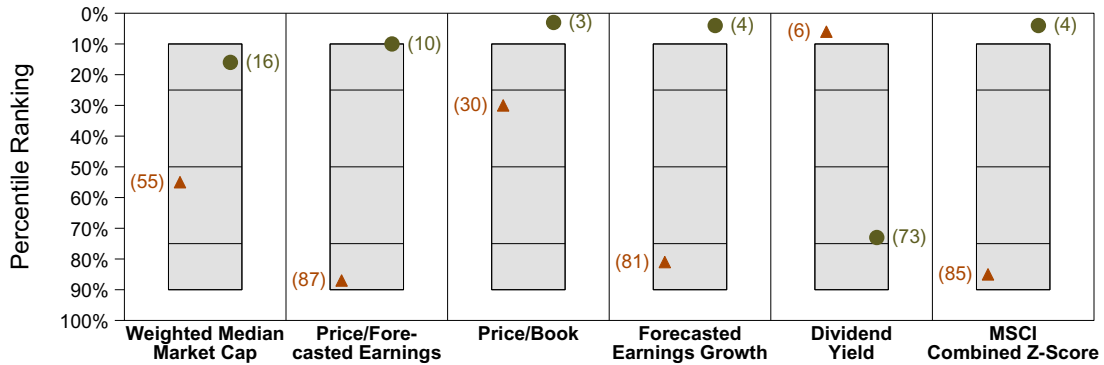 Percentile Ranking
0%
10%
20%
30%
40%
50%
60%
70%
80%
90%
100%
(16)
(55)
(10)
(87)
(3)
(30)
(4)
(81)
(6)
(73)
(4)
(85)
Weighted Median
Market Cap
Price/Fore-
casted Earnings
Price/Book
Forecasted
Earnings Growth
Dividend
Yield
MSCI
Combined Z-Score